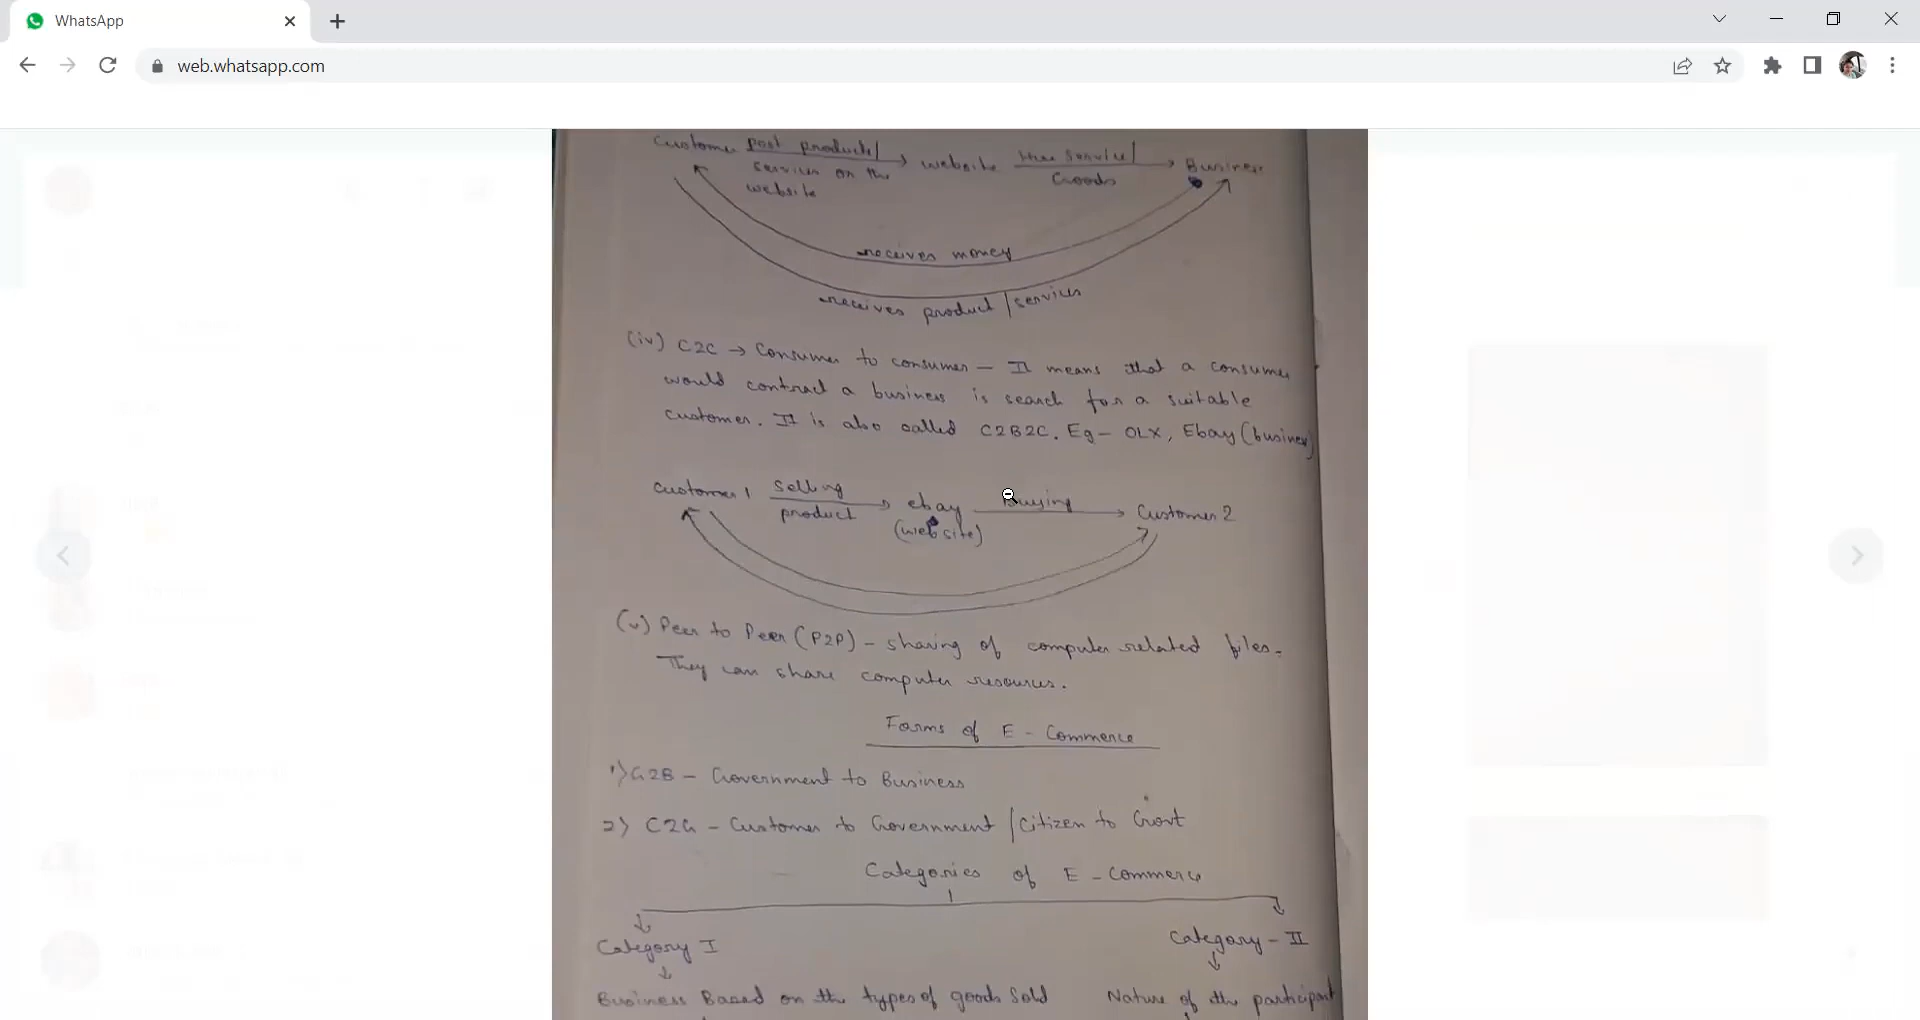 WhatsApp
web.whatsapp.com
Customer post products/ website Business
services on the Goods
website
receives money
receives product/services
(iv) C2C → Consumer to consumer — It means that a consumer
would contract a business is search for a suitable
customer. It is also called C2B2C. Eg — OLX, Ebay (business)
Customer 1 selling product → ebay (website) buying → Customer 2
(v) Peer to Peer (P2P) — sharing of computer related files.
They can share computer resources.
Forms of E - Commerce
1) G2B — Government to Business
2) C2G — Customer to Government / Citizen to Govt
Categories of E - Commerce
Category I Category - II
Business Based on the types of goods sold Nature of the participant